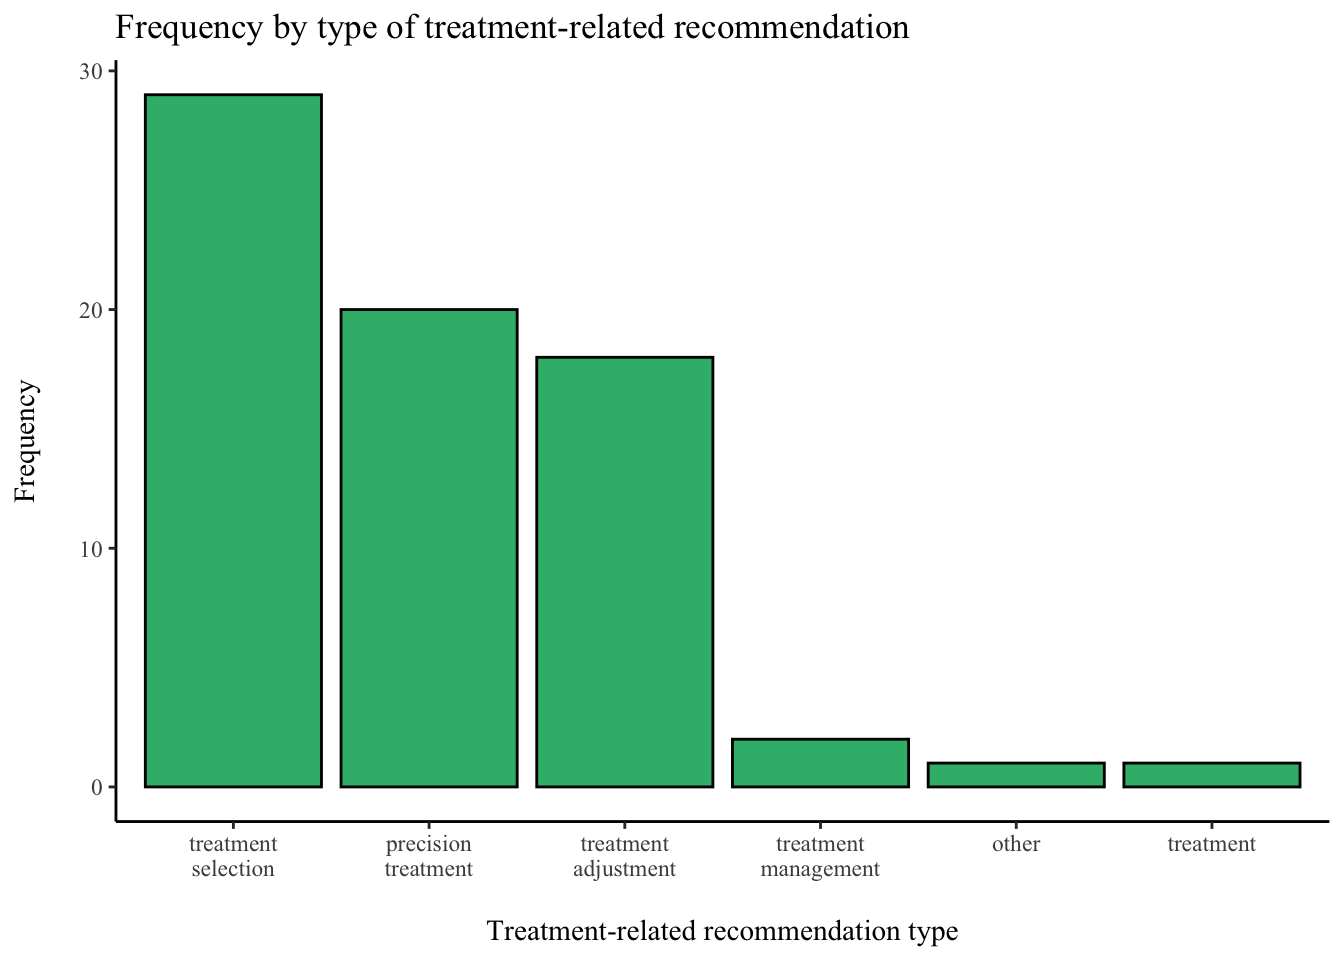 Frequency by type of treatment-related recommendation
30
20
10
0
Frequency
treatment
selection
precision
treatment
treatment
adjustment
treatment
management
other
treatment
Treatment-related recommendation type